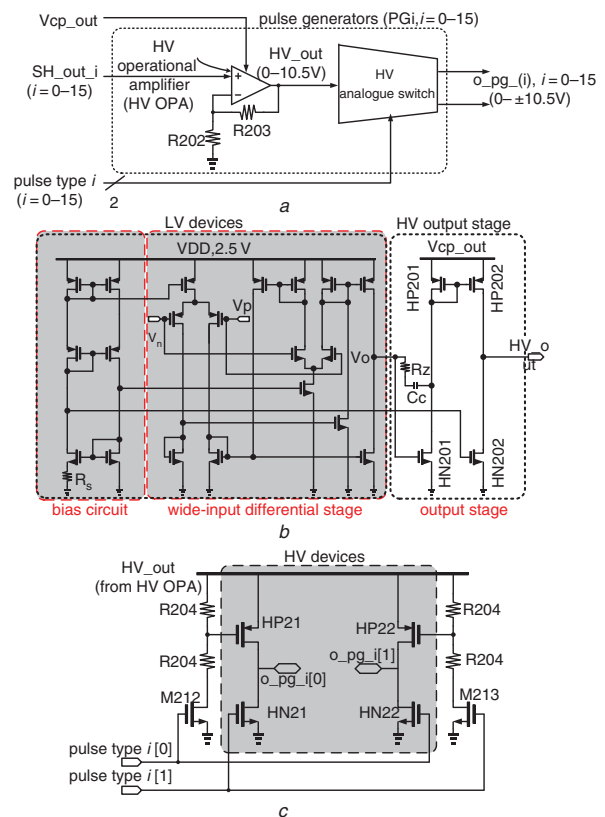 Vcp_out
pulse generators (PGi, i = 0–15)
HV
operational
amplifier
(HV OPA)
SH_out_i
(i = 0–15)
HV_out
(0–10.5V)
HV
analogue switch
o_pg_(i), i = 0–15
(0– ±10.5V)
+
−
R203
R202
pulse type i
(i = 0–15)
2
a
LV devices
HV output stage
VDD, 2.5 V
Vcp_out
HP201
HP202
Vn
Vp
Vo
Rz
Cc
HV_o
ut
HN201
HN202
Rs
bias circuit
wide-input differential stage
output stage
b
HV_out
(from HV OPA)
HV devices
R204
R204
HP21
HP22
R204
R204
o_pg_i[0]
o_pg_i[1]
M212
HN21
HN22
M213
pulse type i [0]
pulse type i [1]
c